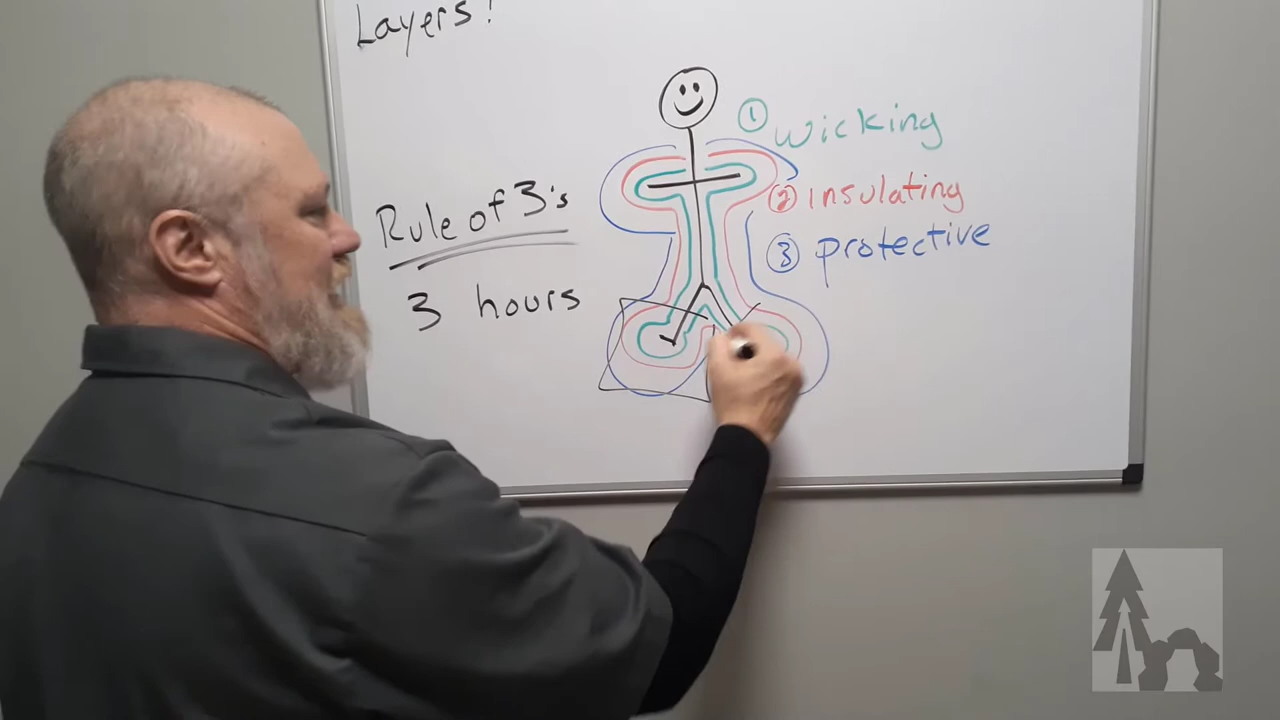 Layers!
① wicking
Rule of 3's
② insulating
③ protective
3 hours